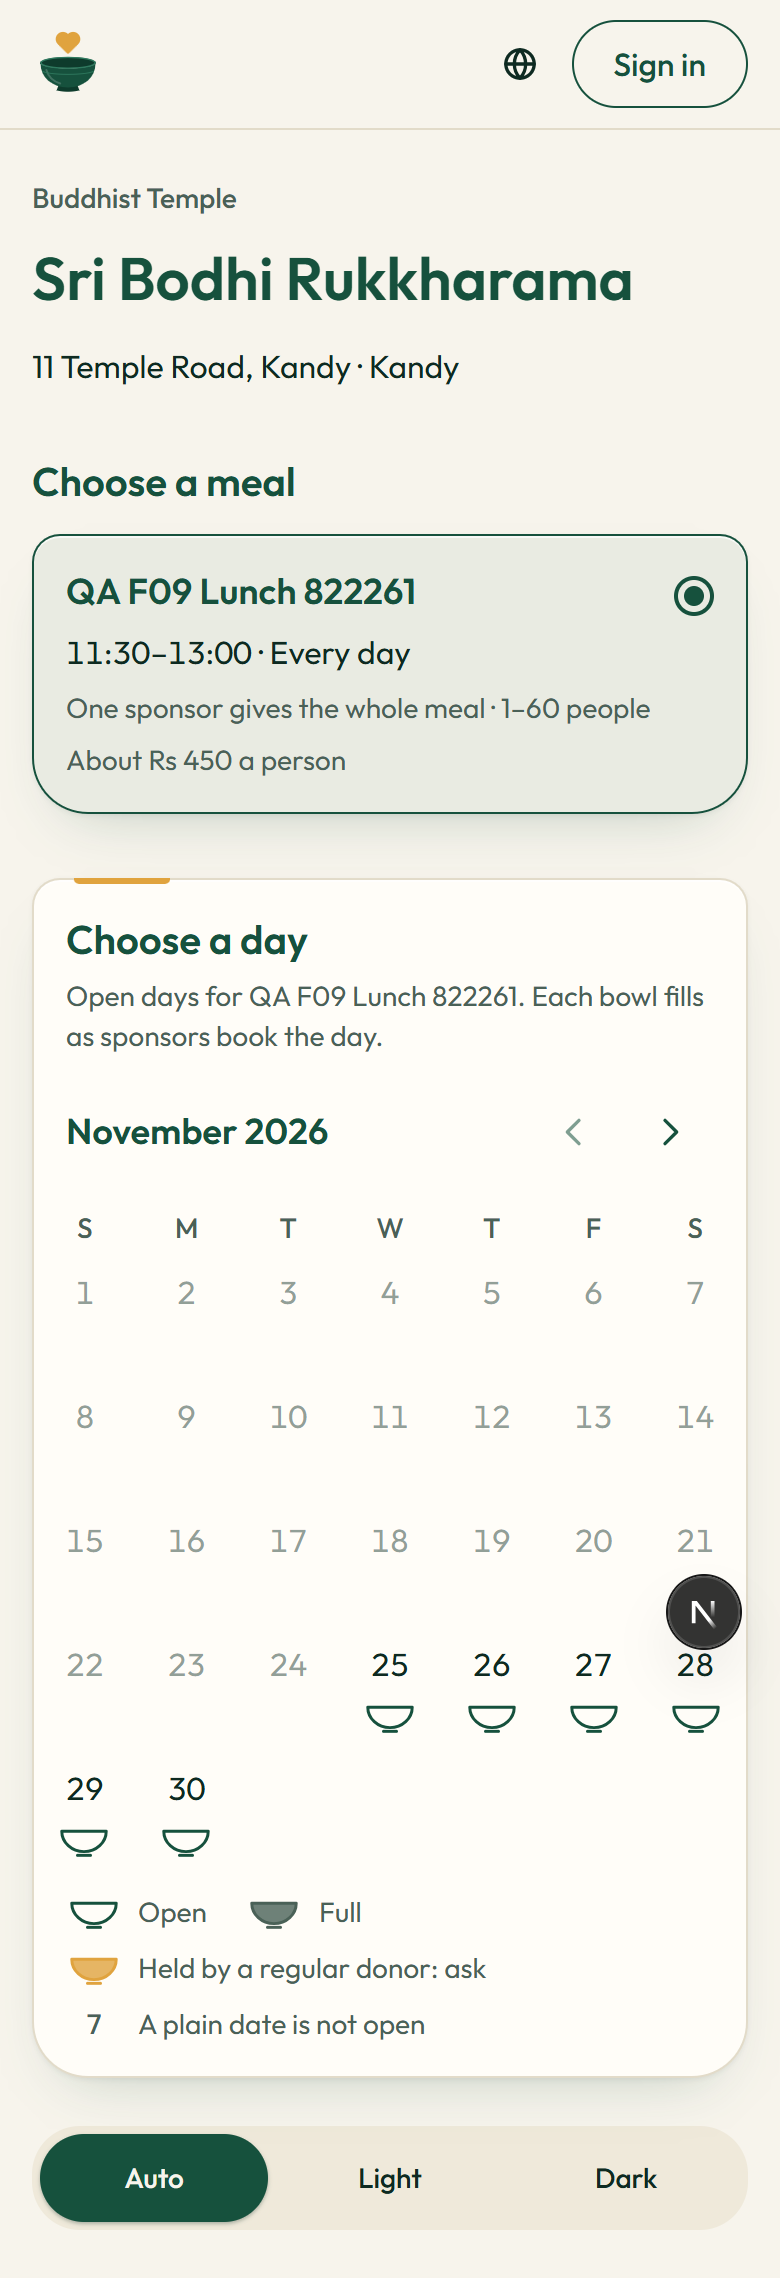 Sign in
Buddhist Temple
Sri Bodhi Rukkharama
11 Temple Road, Kandy · Kandy
Choose a meal
QA F09 Lunch 822261
11:30–13:00 · Every day
One sponsor gives the whole meal · 1–60 people
About Rs 450 a person
Choose a day
Open days for QA F09 Lunch 822261. Each bowl fills
as sponsors book the day.
November 2026
S M T W T F S
1 2 3 4 5 6 7
8 9 10 11 12 13 14
15 16 17 18 19 20 21
N
22 23 24 25 26 27 28
29 30
Open Full
Held by a regular donor: ask
7 A plain date is not open
Auto Light Dark